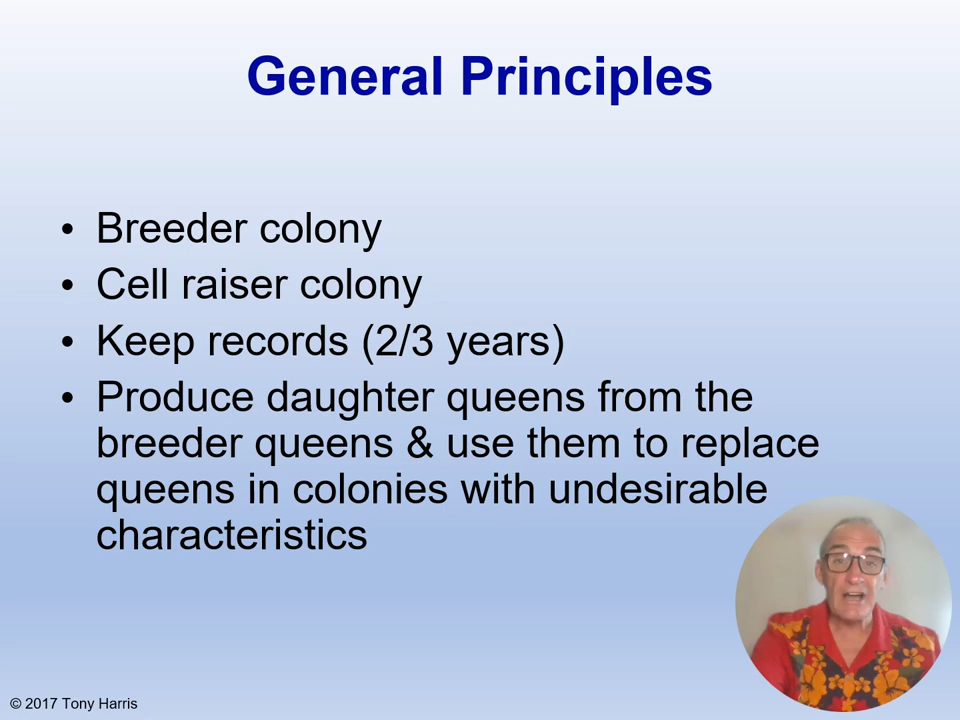 General Principles
• Breeder colony
• Cell raiser colony
• Keep records (2/3 years)
• Produce daughter queens from the
breeder queens & use them to replace
queens in colonies with undesirable
characteristics
© 2017 Tony Harris